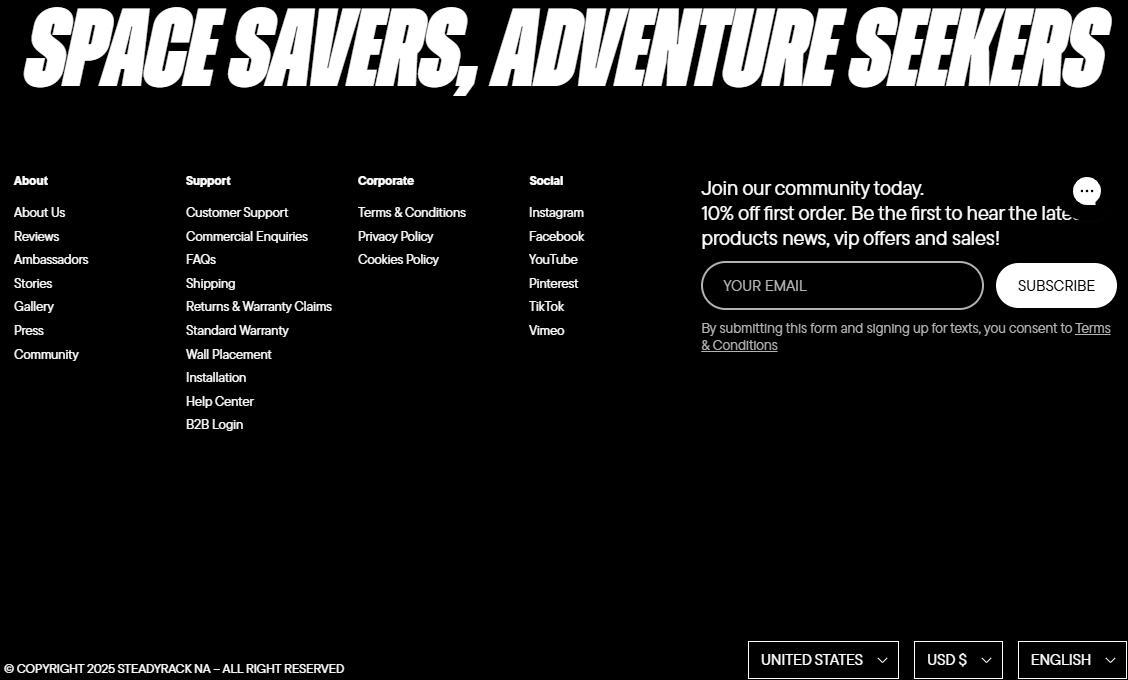 SPACE SAVERS, ADVENTURE SEEKERS
About
About Us
Reviews
Ambassadors
Stories
Gallery
Press
Community
Support
Customer Support
Commercial Enquiries
FAQs
Shipping
Returns & Warranty Claims
Standard Warranty
Wall Placement
Installation
Help Center
B2B Login
Corporate
Terms & Conditions
Privacy Policy
Cookies Policy
Social
Instagram
Facebook
YouTube
Pinterest
TikTok
Vimeo
Join our community today.
10% off first order. Be the first to hear the
products news, vip offers and sales!
YOUR EMAIL
SUBSCRIBE
By submitting this form and signing up for texts, you consent to Terms
& Conditions
© COPYRIGHT 2025 STEADYRACK NA – ALL RIGHT RESERVED
UNITED STATES
USD $
ENGLISH